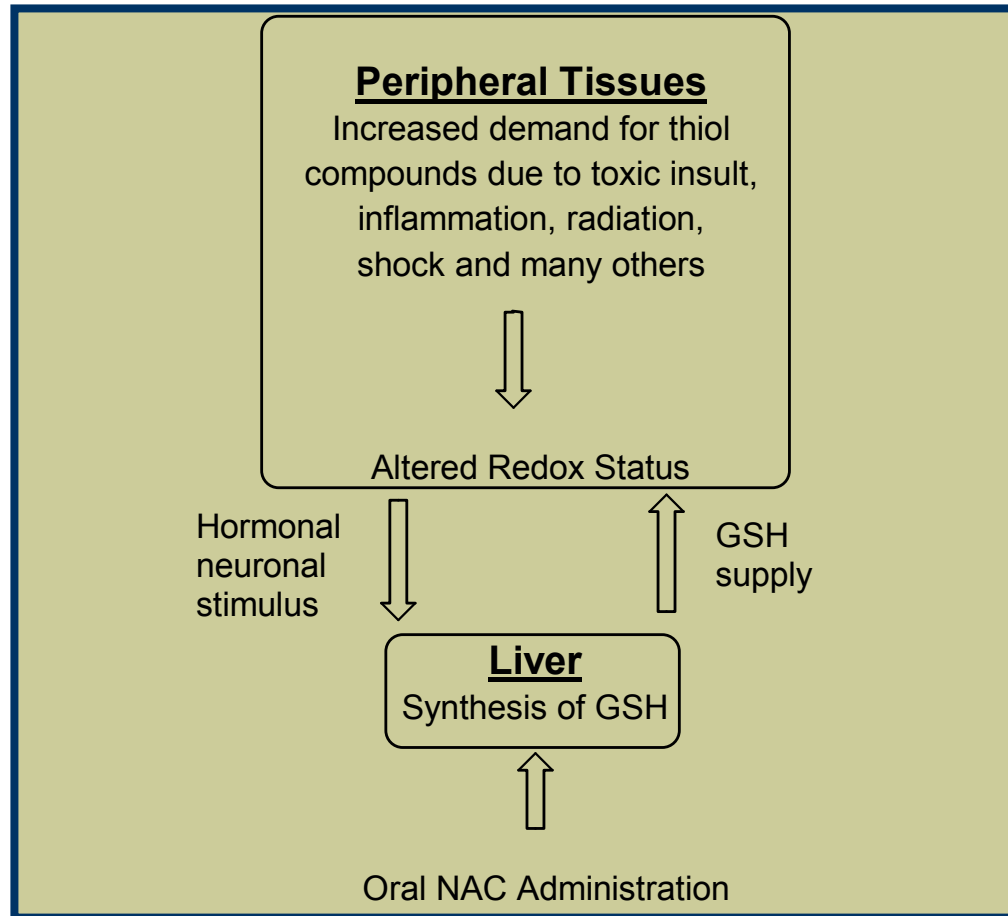 Peripheral Tissues
Increased demand for thiol
compounds due to toxic insult,
inflammation, radiation,
shock and many others
Altered Redox Status
Hormonal
neuronal
stimulus
GSH
supply
Liver
Synthesis of GSH
Oral NAC Administration